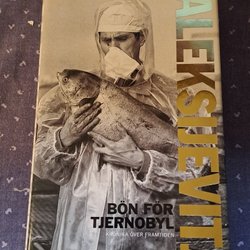 ALEKSIJEVITJ
BÖN FÖR
TJERNOBYL
KRÖNIKA ÖVER FRAMTIDEN